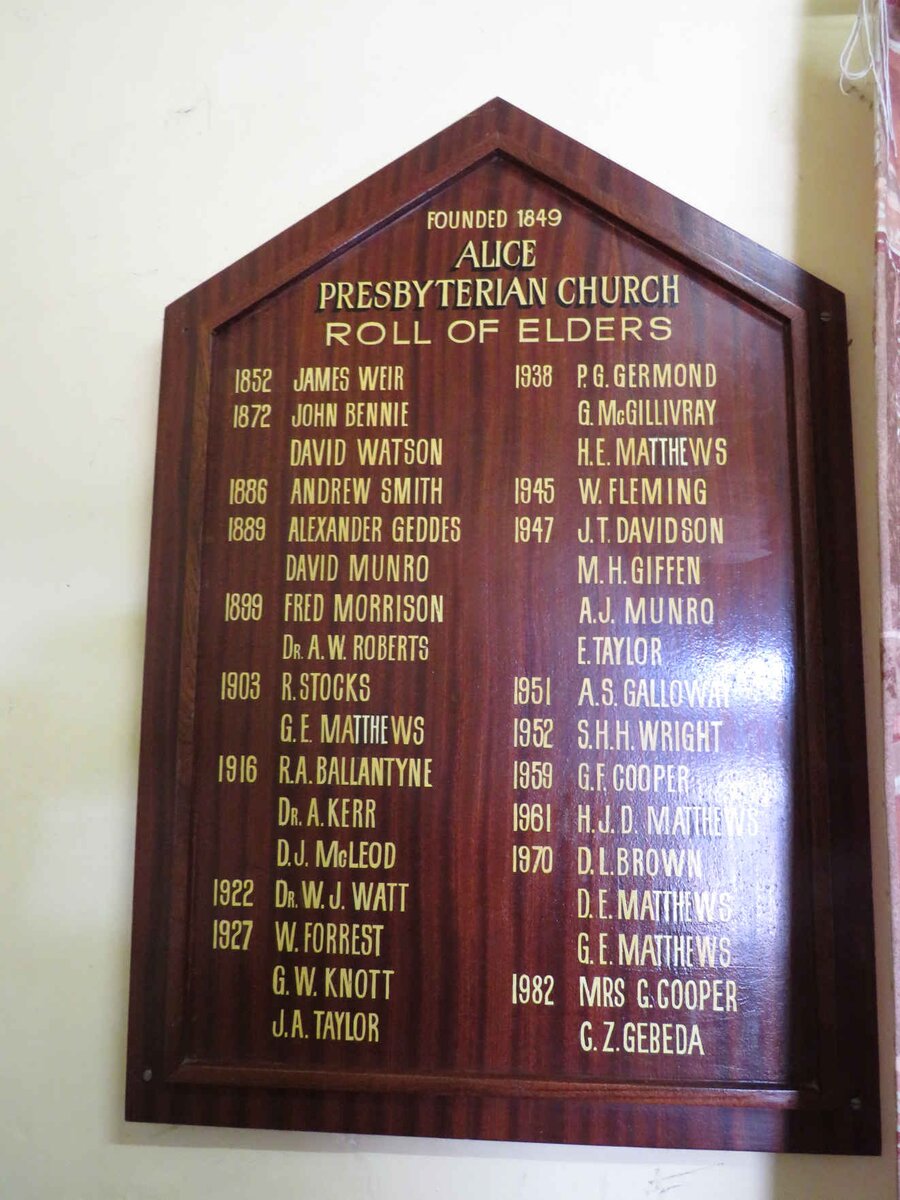 FOUNDED 1849
ALICE
PRESBYTERIAN CHURCH
ROLL OF ELDERS
1852 JAMES WEIR
1872 JOHN BENNIE
DAVID WATSON
1886 ANDREW SMITH
1889 ALEXANDER GEDDES
DAVID MUNRO
1899 FRED MORRISON
DR. A.W. ROBERTS
1903 R. STOCKS
G.E. MATTHEWS
1916 R.A. BALLANTYNE
DR. A. KERR
D.J. McLEOD
1922 DR. W.J. WATT
1927 W. FORREST
G.W. KNOTT
J.A. TAYLOR
1938 P.G. GERMOND
G. McGILLIVRAY
H.E. MATTHEWS
1945 W. FLEMING
1947 J.T. DAVIDSON
M.H. GIFFEN
A.J. MUNRO
E. TAYLOR
1951 A.S. GALLOWAY
1952 S.H.H. WRIGHT
1959 G.F. COOPER
1961 H.J.D. MATTHEWS
1970 D.L. BROWN
D.E. MATTHEWS
G.E. MATTHEWS
1982 MRS G. COOPER
C.Z. GEBEDA